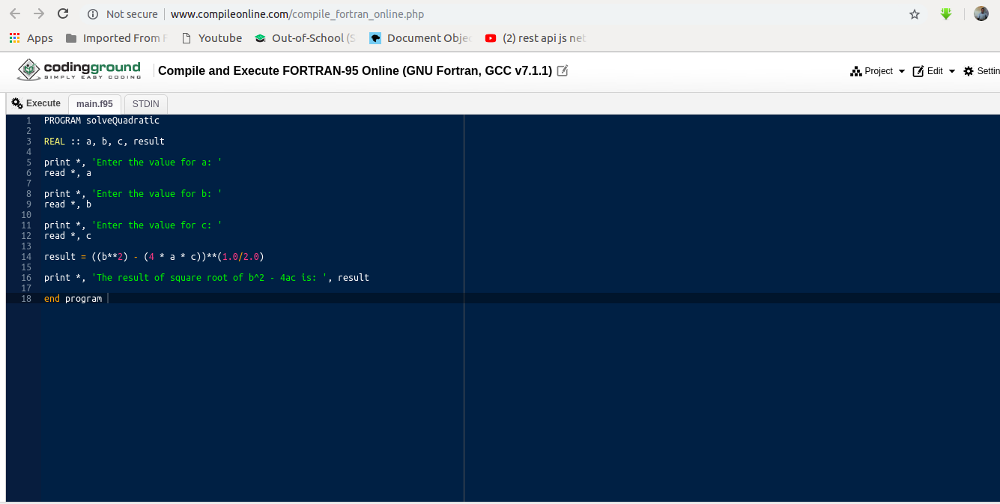 Not secure www.compileonline.com/compile_fortran_online.php
Apps Imported From Youtube Out-of-School (S Document Obje (2) rest api js net
codingground
SIMPLY EASY CODING
Compile and Execute FORTRAN-95 Online (GNU Fortran, GCC v7.1.1) Project Edit Settin
Execute main.f95 STDIN
1 PROGRAM solveQuadratic
2
3 REAL :: a, b, c, result
4
5 print *, 'Enter the value for a: '
6 read *, a
7
8 print *, 'Enter the value for b: '
9 read *, b
10
11 print *, 'Enter the value for c: '
12 read *, c
13
14 result = ((b**2) - (4 * a * c))**(1.0/2.0)
15
16 print *, 'The result of square root of b^2 - 4ac is: ', result
17
18 end program